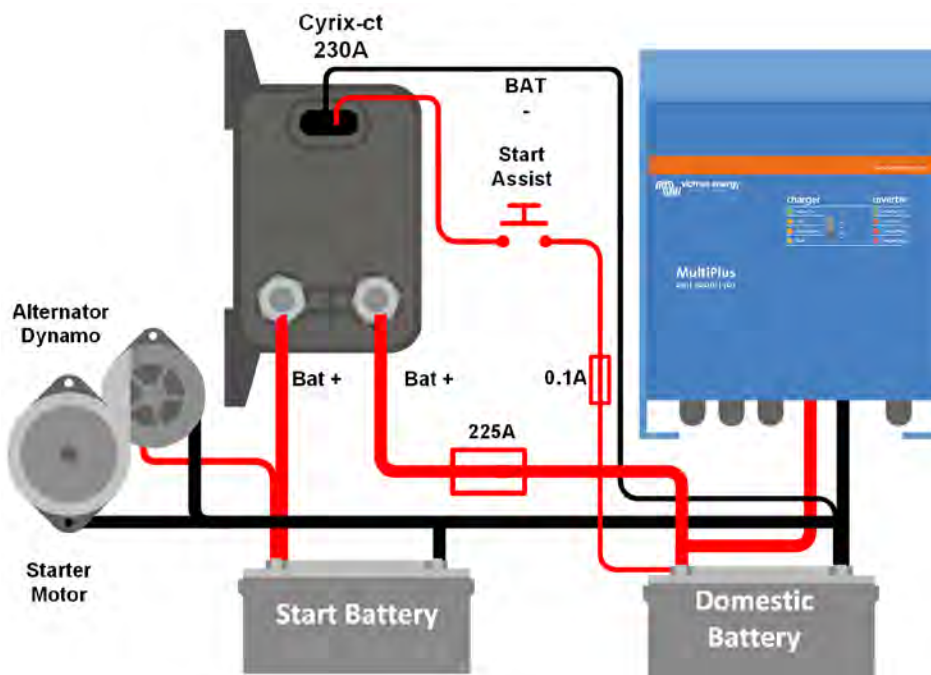 Cyrix-ct
230A
BAT
-
Start
Assist
victron energy
charger
inverter
MultiPlus
Alternator
Dynamo
Bat +
Bat +
0.1A
225A
Starter
Motor
Start Battery
Domestic
Battery